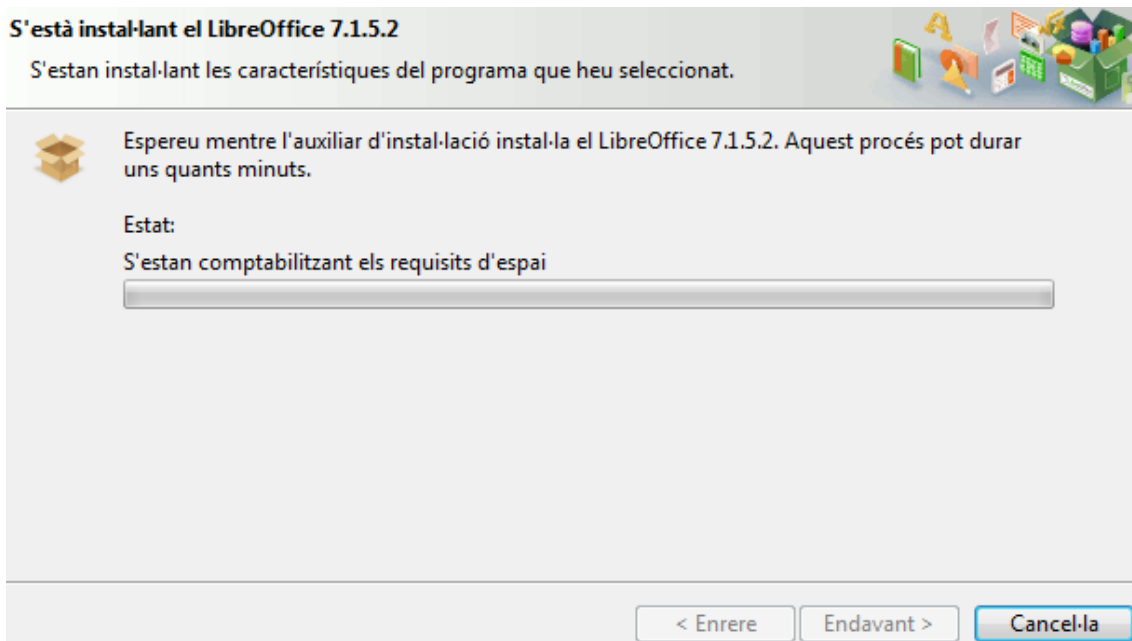 S'està instal·lant el LibreOffice 7.1.5.2
S'estan instal·lant les característiques del programa que heu seleccionat.
Espereu mentre l'auxiliar d'instal·lació instal·la el LibreOffice 7.1.5.2. Aquest procés pot durar
uns quants minuts.
Estat:
S'estan comptabilitzant els requisits d'espai
< Enrere
Endavant >
Cancel·la